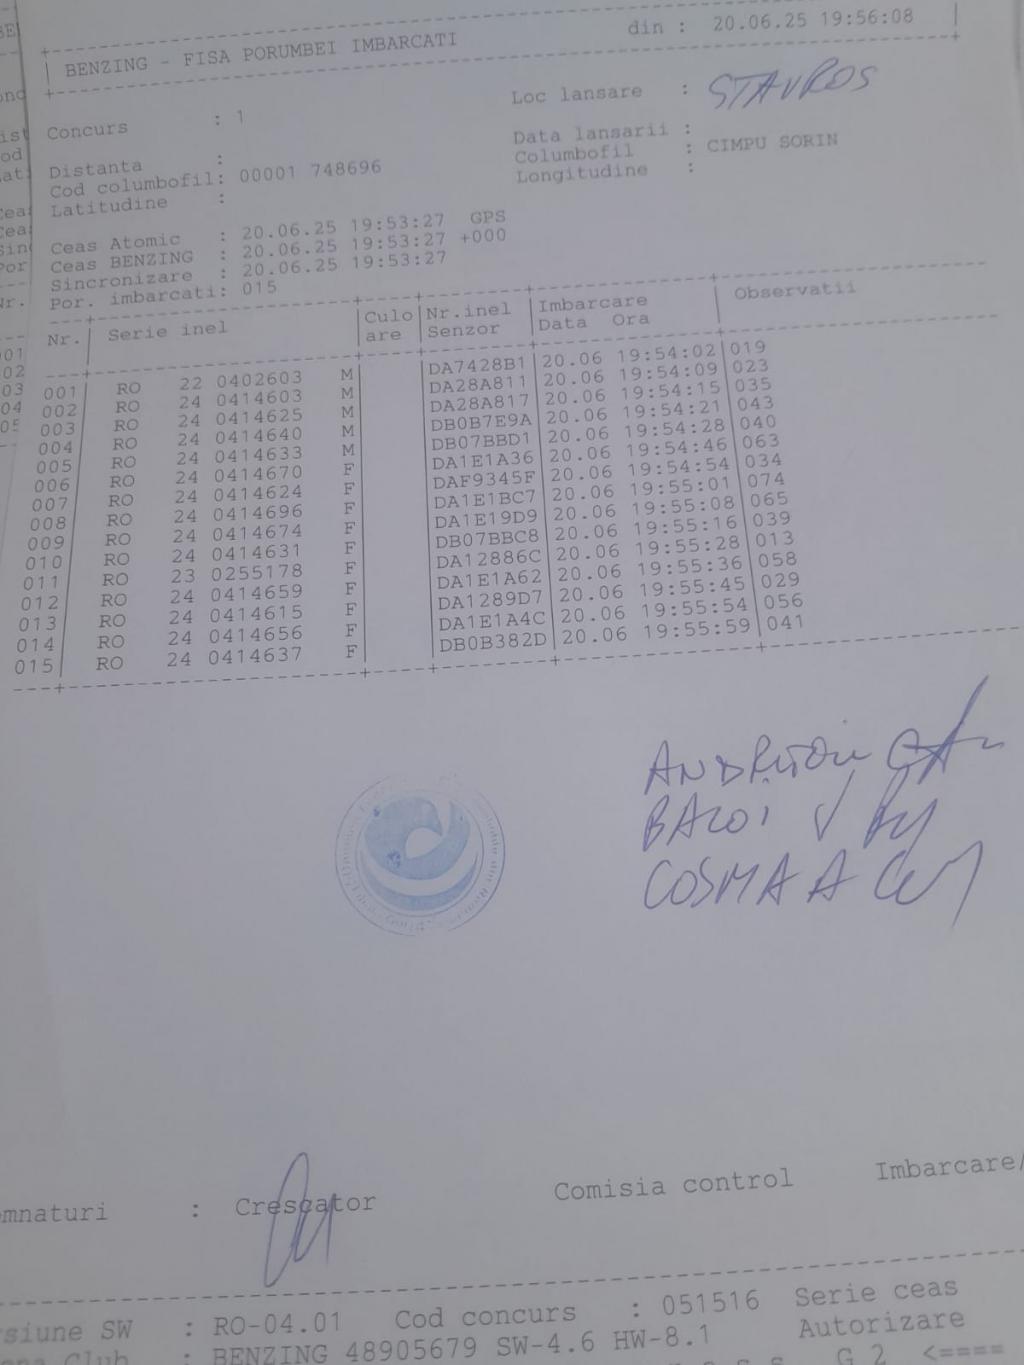 BENZING - FISA PORUMBEI IMBARCATI din : 20.06.25 19:56:08
Concurs : 1 Loc lansare : STAVROS
Distanta : Data lansarii :
Cod columbofil: 00001 748696 Columbofil : CIMPU SORIN
Latitudine : Longitudine :
Ceas Atomic : 20.06.25 19:53:27 GPS
Ceas BENZING : 20.06.25 19:53:27 +000
Sincronizare : 20.06.25 19:53:27
Por. imbarcati: 015
Nr. Serie inel Culo Nr.inel Imbarcare Observatii
are Senzor Data Ora
001 RO 22 0402603 M DA7428B1 20.06 19:54:02 019
002 RO 24 0414603 M DA28A811 20.06 19:54:09 023
003 RO 24 0414625 M DA28A817 20.06 19:54:15 035
004 RO 24 0414640 M DB0B7E9A 20.06 19:54:21 043
005 RO 24 0414633 M DB07BBD1 20.06 19:54:28 040
006 RO 24 0414670 F DA1E1A36 20.06 19:54:46 063
007 RO 24 0414624 F DAF9345F 20.06 19:54:54 034
008 RO 24 0414696 F DA1E1BC7 20.06 19:55:01 074
009 RO 24 0414674 F DA1E19D9 20.06 19:55:08 065
010 RO 24 0414631 F DB07BBC8 20.06 19:55:16 039
011 RO 23 0255178 F DA12886C 20.06 19:55:28 013
012 RO 24 0414659 F DA1E1A62 20.06 19:55:36 058
013 RO 24 0414615 F DA1289D7 20.06 19:55:45 029
014 RO 24 0414656 F DA1E1A4C 20.06 19:55:54 056
015 RO 24 0414637 F DB0B382D 20.06 19:55:59 041
COSMA A
mnaturi : Crescator Comisia control Imbarcare/
siune SW : RO-04.01 Cod concurs : 051516 Serie ceas
Club : BENZING 48905679 SW-4.6 HW-8.1 Autorizare
G 2 <====